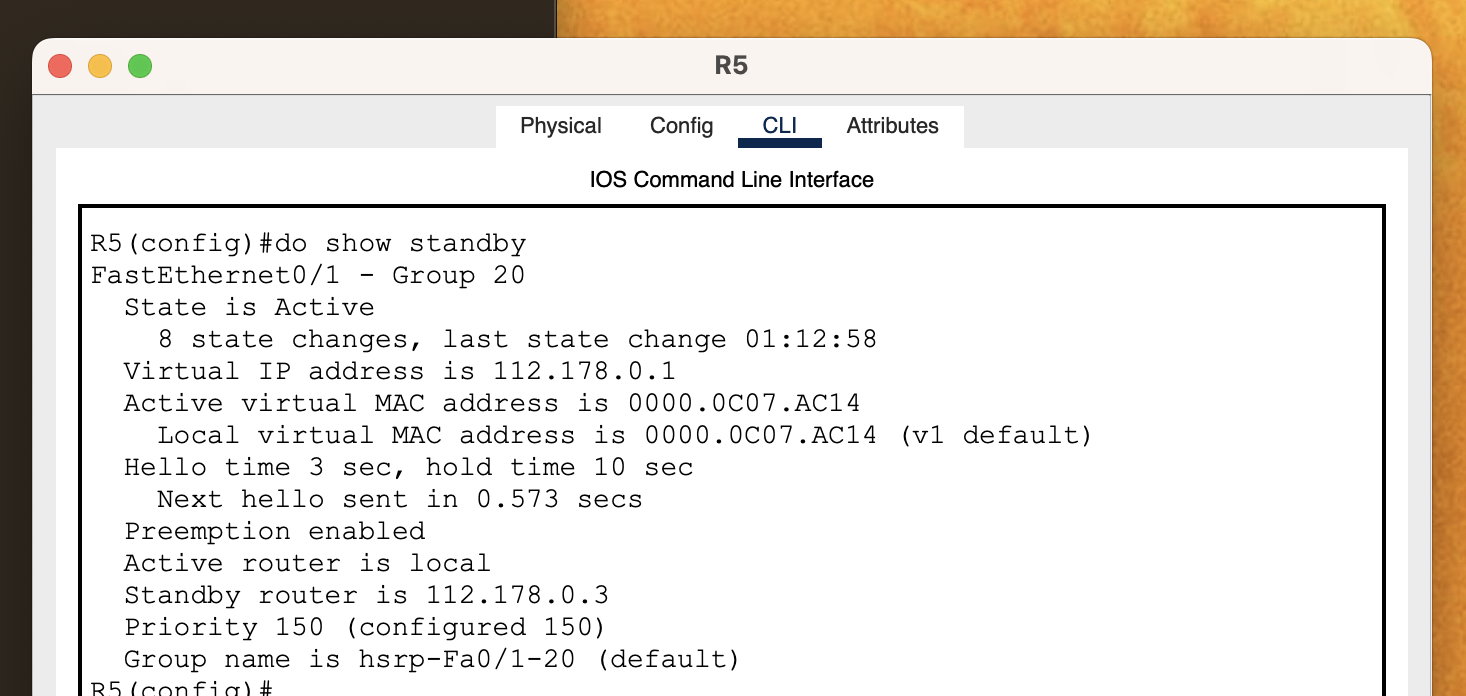 R5
Physical Config CLI Attributes
IOS Command Line Interface
R5(config)#do show standby
FastEthernet0/1 - Group 20
State is Active
8 state changes, last state change 01:12:58
Virtual IP address is 112.178.0.1
Active virtual MAC address is 0000.0C07.AC14
Local virtual MAC address is 0000.0C07.AC14 (v1 default)
Hello time 3 sec, hold time 10 sec
Next hello sent in 0.573 secs
Preemption enabled
Active router is local
Standby router is 112.178.0.3
Priority 150 (configured 150)
Group name is hsrp-Fa0/1-20 (default)
R5(config)#